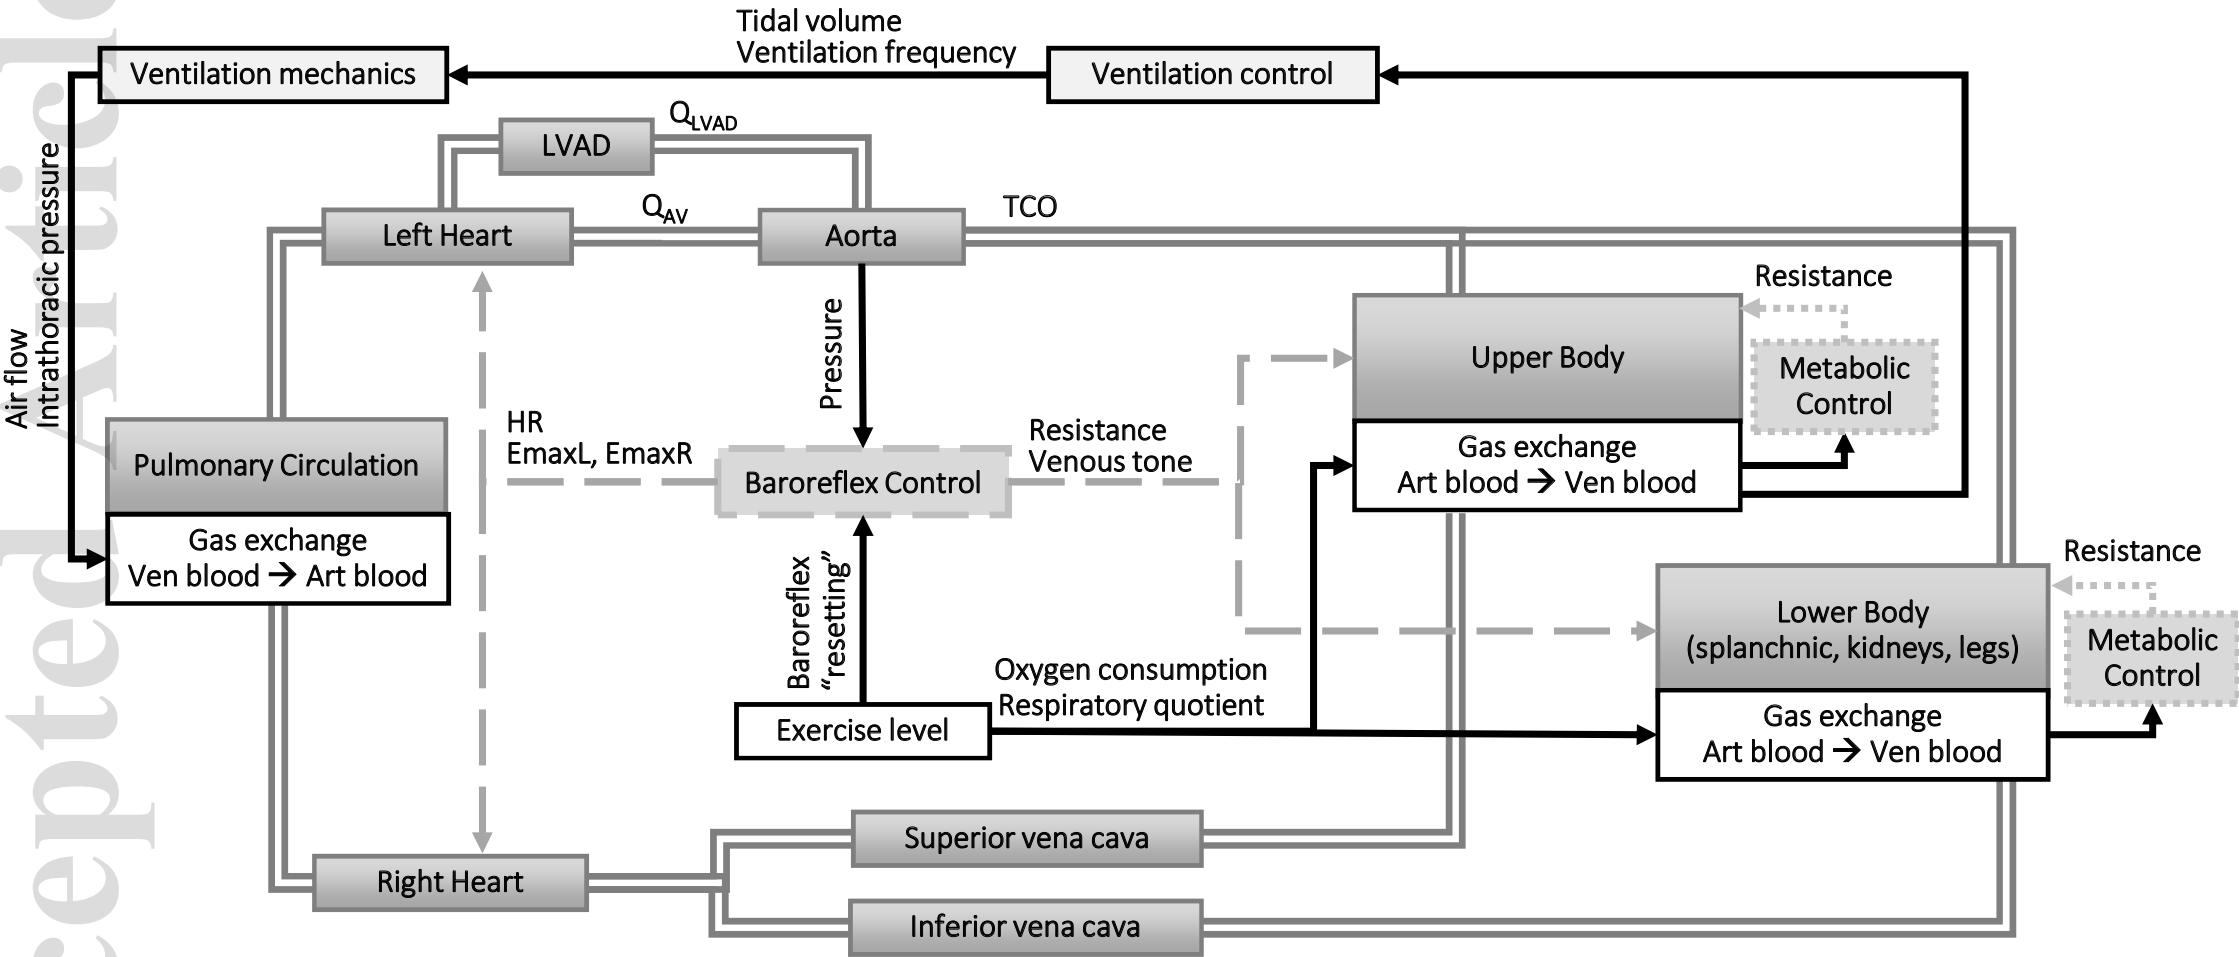 Tidal volume
Ventilation frequency
Ventilation mechanics
Ventilation control
Q_LVAD
LVAD
Q_AV
TCO
Left Heart
Aorta
Air flow
Intrathoracic pressure
Pressure
Resistance
Upper Body
Metabolic
Control
HR
EmaxL, EmaxR
Resistance
Venous tone
Gas exchange
Art blood → Ven blood
Pulmonary Circulation
Baroreflex Control
Gas exchange
Ven blood → Art blood
Baroreflex
“resetting”
Resistance
Lower Body
(splanchnic, kidneys, legs)
Metabolic
Control
Oxygen consumption
Respiratory quotient
Exercise level
Gas exchange
Art blood → Ven blood
Superior vena cava
Right Heart
Inferior vena cava